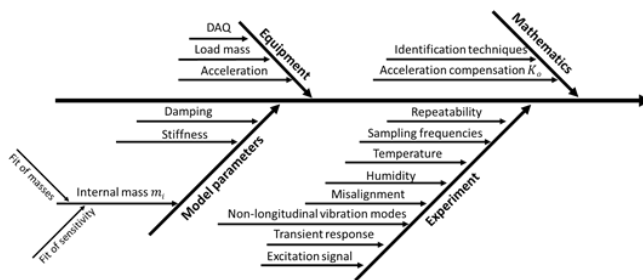 DAQ
Load mass
Acceleration
Equipment
Identification techniques
Acceleration compensation Kₒ
Mathematics
Damping
Stiffness
Internal mass mᵢ
Fit of masses
Fit of sensitivity
Model parameters
Repeatability
Sampling frequencies
Temperature
Humidity
Misalignment
Non-longitudinal vibration modes
Transient response
Excitation signal
Experiment